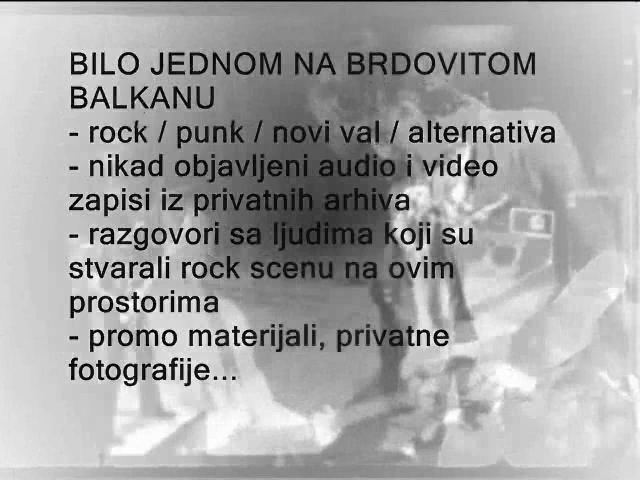 BILO JEDNOM NA BRDOVITOM
BALKANU
- rock / punk / novi val / alternativa
- nikad objavljeni audio i video
zapisi iz privatnih arhiva
- razgovori sa ljudima koji su
stvarali rock scenu na ovim
prostorima
- promo materijali, privatne
fotografije...